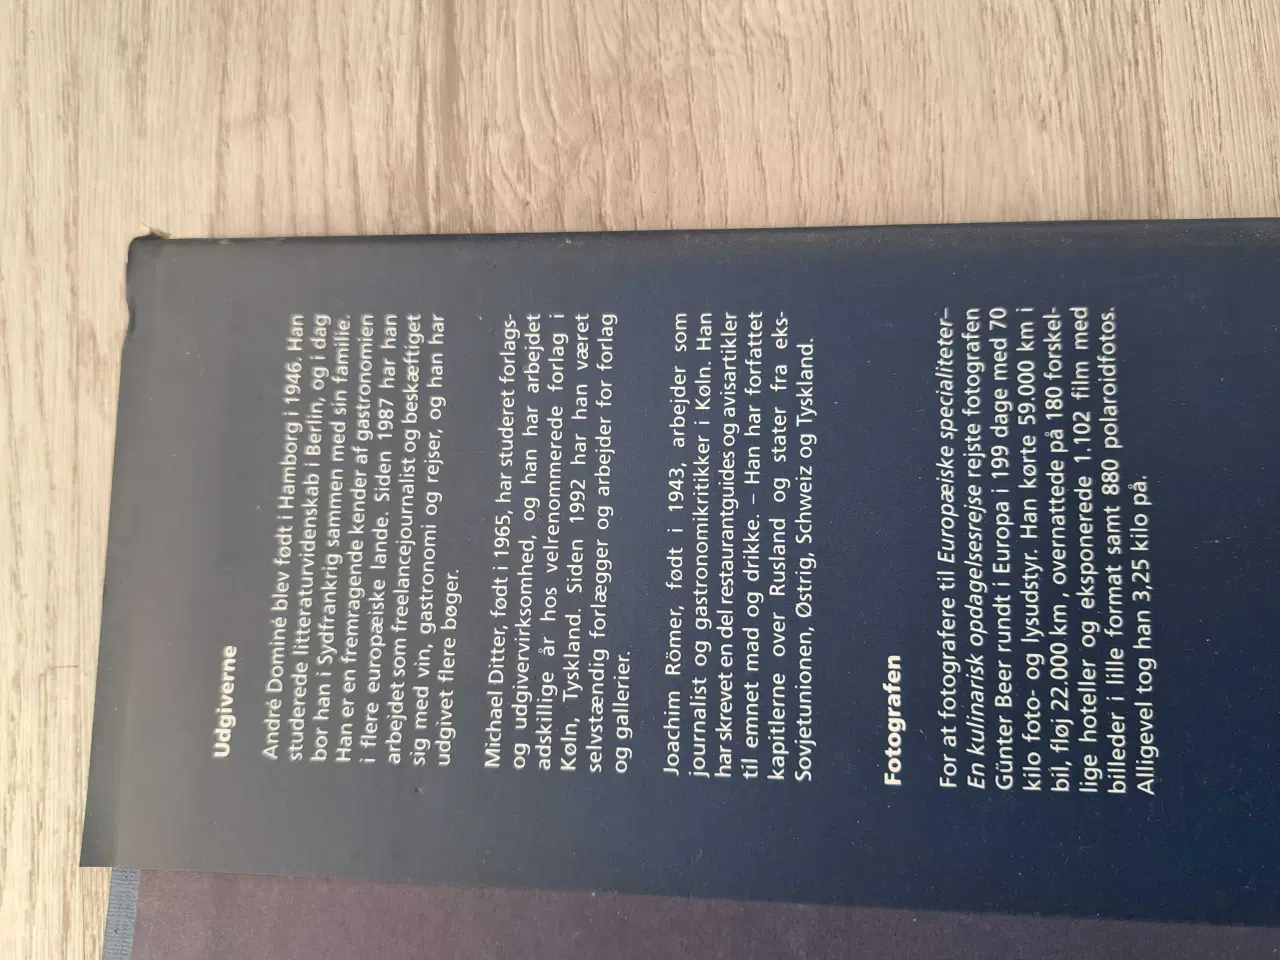 Udgiverne
André Dominé blev født i Hamborg i 1946. Han
studerede litteraturvidenskab i Berlin, og i dag
bor han i Sydfrankrig sammen med sin familie.
Han er en fremragende kender af gastronomien
i flere europæiske lande. Siden 1987 har han
arbejdet som freelancejournalist og beskæftiget
sig med vin, gastronomi og rejser, og han har
udgivet flere bøger.
Michael Ditter, født i 1965, har studeret forlags-
og udgivervirksomhed, og han har arbejdet
adskillige år hos velrenommerede forlag i
Køln, Tyskland. Siden 1992 har han været
selvstændig forlægger og arbejder for forlag
og gallerier.
Joachim Römer, født i 1943, arbejder som
journalist og gastronomikritikker i Køln. Han
har skrevet en del restaurantguides og avisartikler
til emnet mad og drikke. – Han har forfattet
kapitlerne over Rusland og stater fra eks-
Sovjetunionen, Østrig, Schweiz og Tyskland.
Fotografen
For at fotografere til Europæiske specialiteter–
En kulinarisk opdagelsesrejse rejste fotografen
Günter Beer rundt i Europa i 199 dage med 70
kilo foto- og lysudstyr. Han kørte 59.000 km i
bil, fløj 22.000 km , overnattede på 180 forskel-
lige hoteller og eksponerede 1.102 film med
billeder i lille format samt 880 polaroidfotos.
Alligevel tog han 3,25 kilo på.